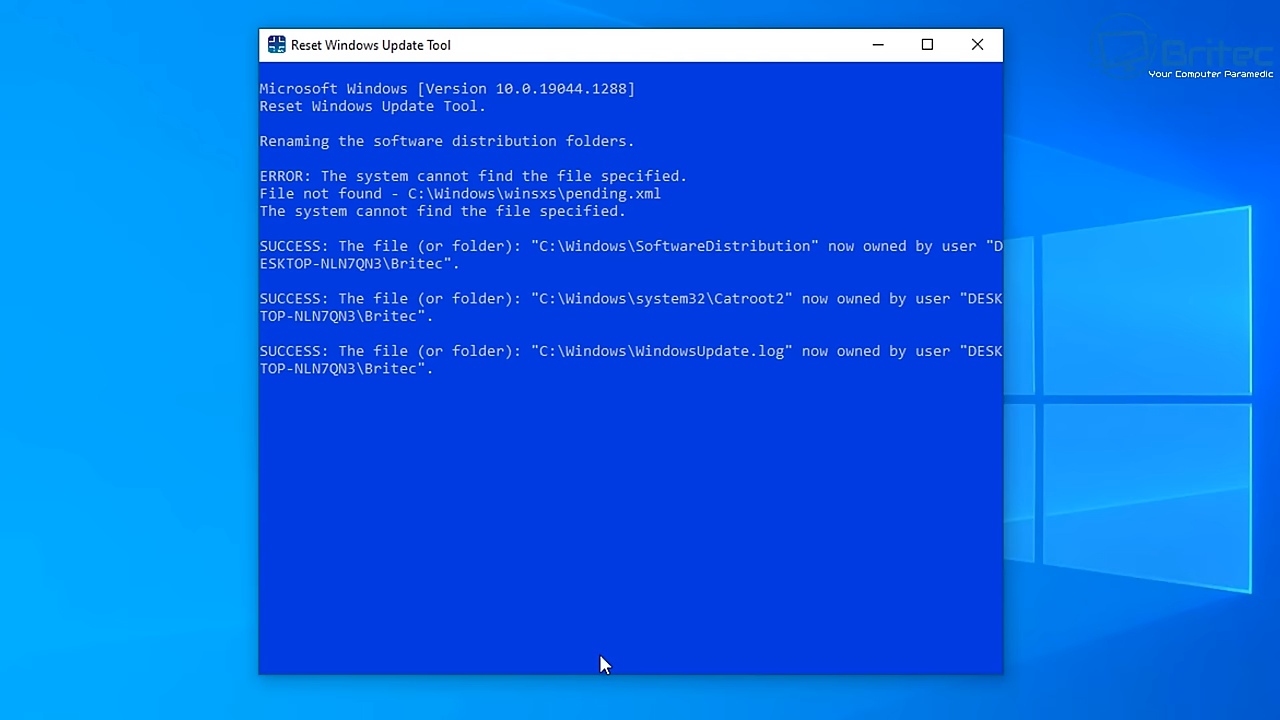 Reset Windows Update Tool
Britec
Your Computer Paramedic
Microsoft Windows [Version 10.0.19044.1288]
Reset Windows Update Tool.
Renaming the software distribution folders.
ERROR: The system cannot find the file specified.
File not found - C:\Windows\winsxs\pending.xml
The system cannot find the file specified.
SUCCESS: The file (or folder): "C:\Windows\SoftwareDistribution" now owned by user "D
ESKTOP-NLN7QN3\Britec".
SUCCESS: The file (or folder): "C:\Windows\system32\Catroot2" now owned by user "DESK
TOP-NLN7QN3\Britec".
SUCCESS: The file (or folder): "C:\Windows\WindowsUpdate.log" now owned by user "DESK
TOP-NLN7QN3\Britec".